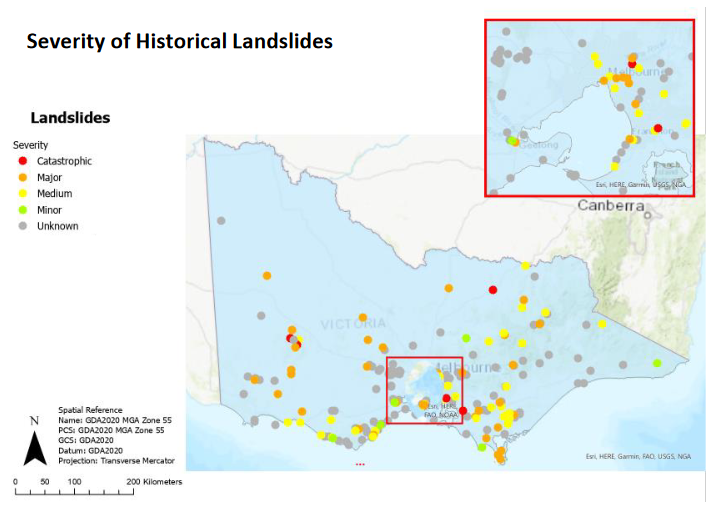 Severity of Historical Landslides
Landslides
Severity
Catastrophic
Major
Medium
Minor
Unknown
Melbourne
Geelong
Esri, HERE, Garmin, USGS, NGA
Canberra
VICTORIA
Melbourne
Esri, HERE,
FAO, NOAA,
N
Spatial Reference
Name: GDA2020 MGA Zone 55
PCS: GDA2020 MGA Zone 55
GCS: GDA2020
Datum: GDA2020
Projection: Transverse Mercator
0 50 100 200 Kilometers
Esri, HERE, Garmin, FAO, USGS, NGA
...